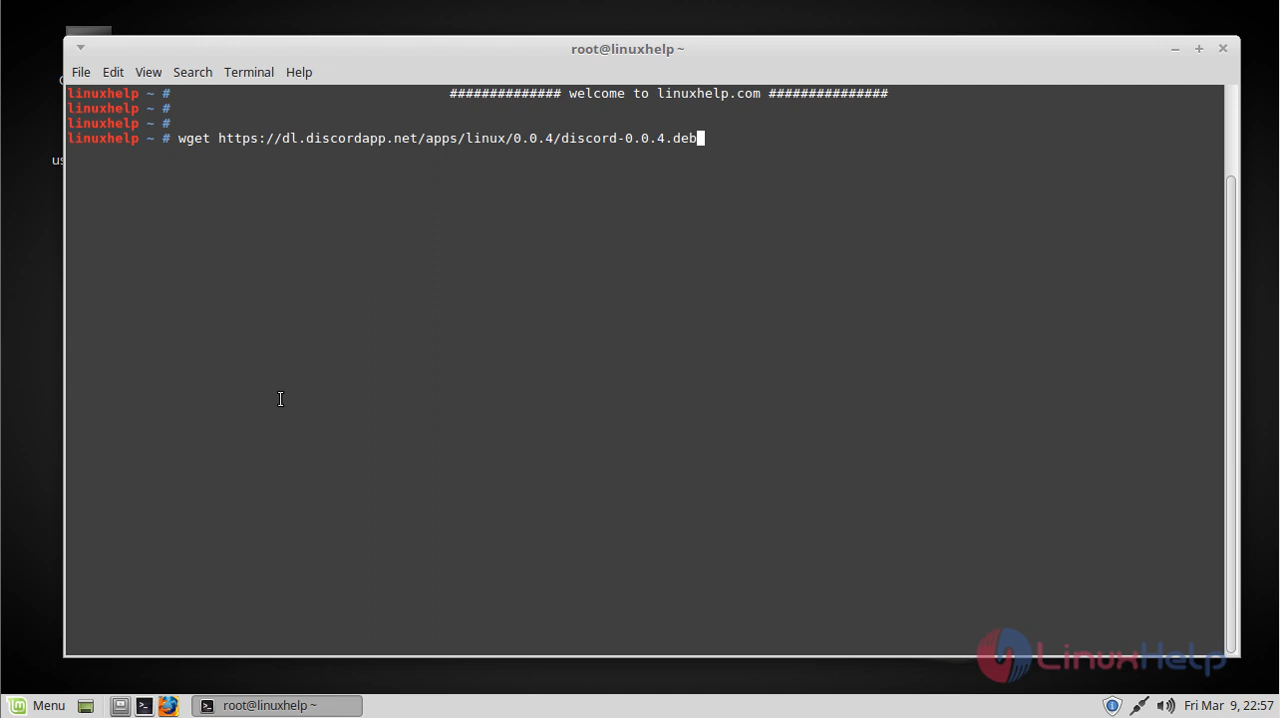 root@linuxhelp ~
File Edit View Search Terminal Help
linuxhelp ~ # ############## welcome to linuxhelp.com ###############
linuxhelp ~ #
linuxhelp ~ #
linuxhelp ~ # wget https://dl.discordapp.net/apps/linux/0.0.4/discord-0.0.4.deb
us
LinuxHelp
Menu
root@linuxhelp ~
Fri Mar 9, 22:57